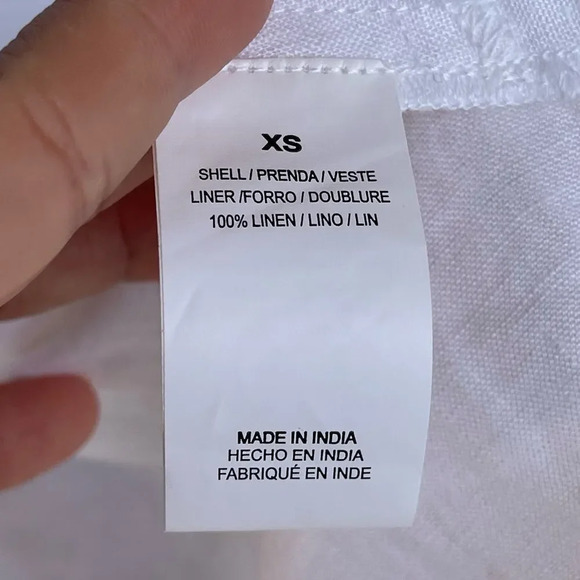 XS
SHELL / PRENDA / VESTE
LINER /FORRO / DOUBLURE
100% LINEN / LINO / LIN
MADE IN INDIA
HECHO EN INDIA
FABRIQUÉ EN INDE